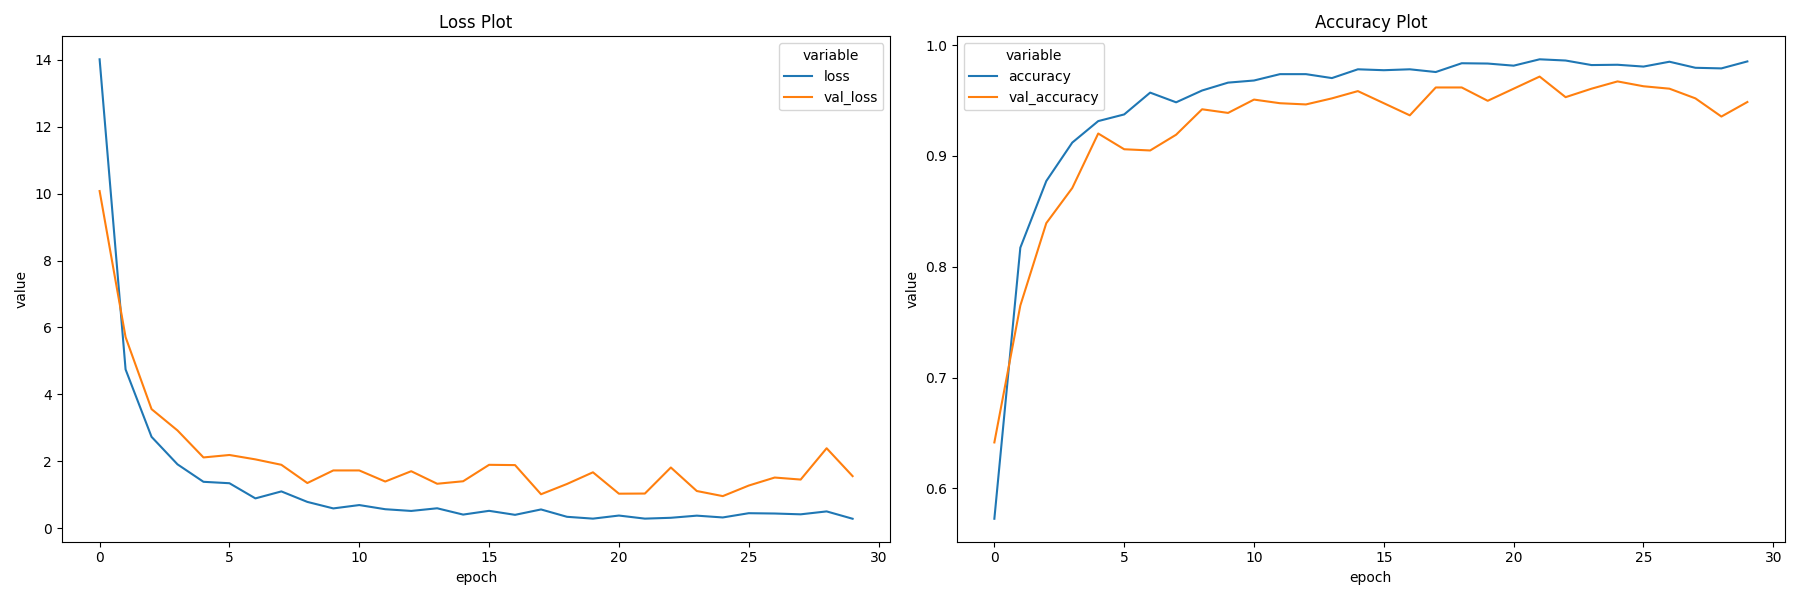 Loss Plot
variable
loss
val_loss
value
14
12
10
8
6
4
2
0
0 5 10 15 20 25 30
epoch
Accuracy Plot
variable
accuracy
val_accuracy
value
1.0
0.9
0.8
0.7
0.6
0 5 10 15 20 25 30
epoch